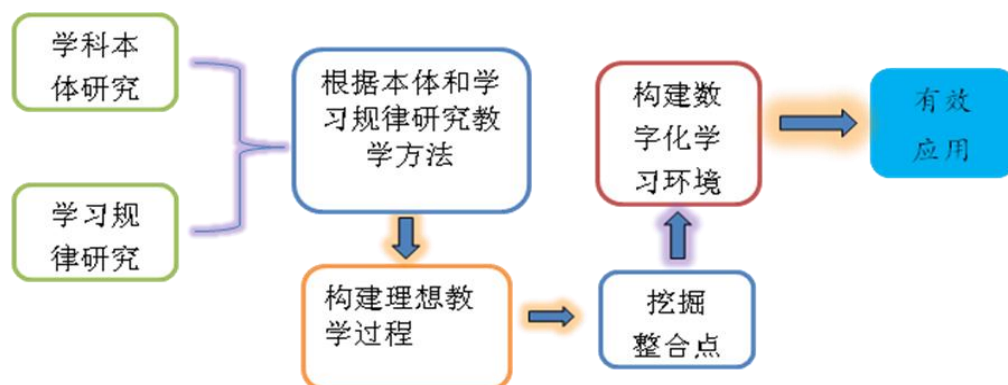 学科本
体研究
学习规
律研究
根据本体和学
习规律研究教
学方法
构建理想教
学过程
挖掘
整合点
构建数
字化学
习环境
有效
应用